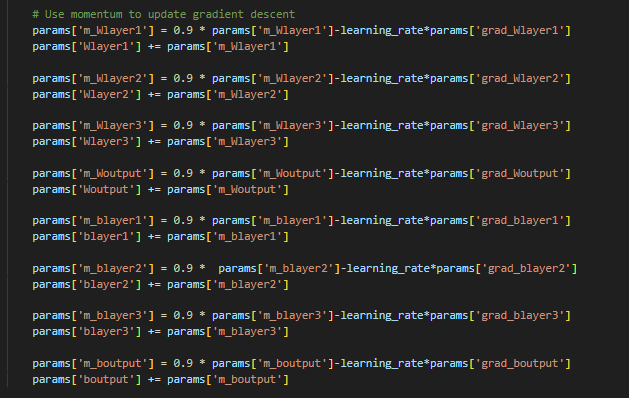 # Use momentum to update gradient descent
params['m_Wlayer1'] = 0.9 * params['m_Wlayer1']-learning_rate*params['grad_Wlayer1']
params['Wlayer1'] += params['m_Wlayer1']
params['m_Wlayer2'] = 0.9 * params['m_Wlayer2']-learning_rate*params['grad_Wlayer2']
params['Wlayer2'] += params['m_Wlayer2']
params['m_Wlayer3'] = 0.9 * params['m_Wlayer3']-learning_rate*params['grad_Wlayer3']
params['Wlayer3'] += params['m_Wlayer3']
params['m_Woutput'] = 0.9 * params['m_Woutput']-learning_rate*params['grad_Woutput']
params['Woutput'] += params['m_Woutput']
params['m_blayer1'] = 0.9 * params['m_blayer1']-learning_rate*params['grad_blayer1']
params['blayer1'] += params['m_blayer1']
params['m_blayer2'] = 0.9 *  params['m_blayer2']-learning_rate*params['grad_blayer2']
params['blayer2'] += params['m_blayer2']
params['m_blayer3'] = 0.9 * params['m_blayer3']-learning_rate*params['grad_blayer3']
params['blayer3'] += params['m_blayer3']
params['m_boutput'] = 0.9 * params['m_boutput']-learning_rate*params['grad_boutput']
params['boutput'] += params['m_boutput']